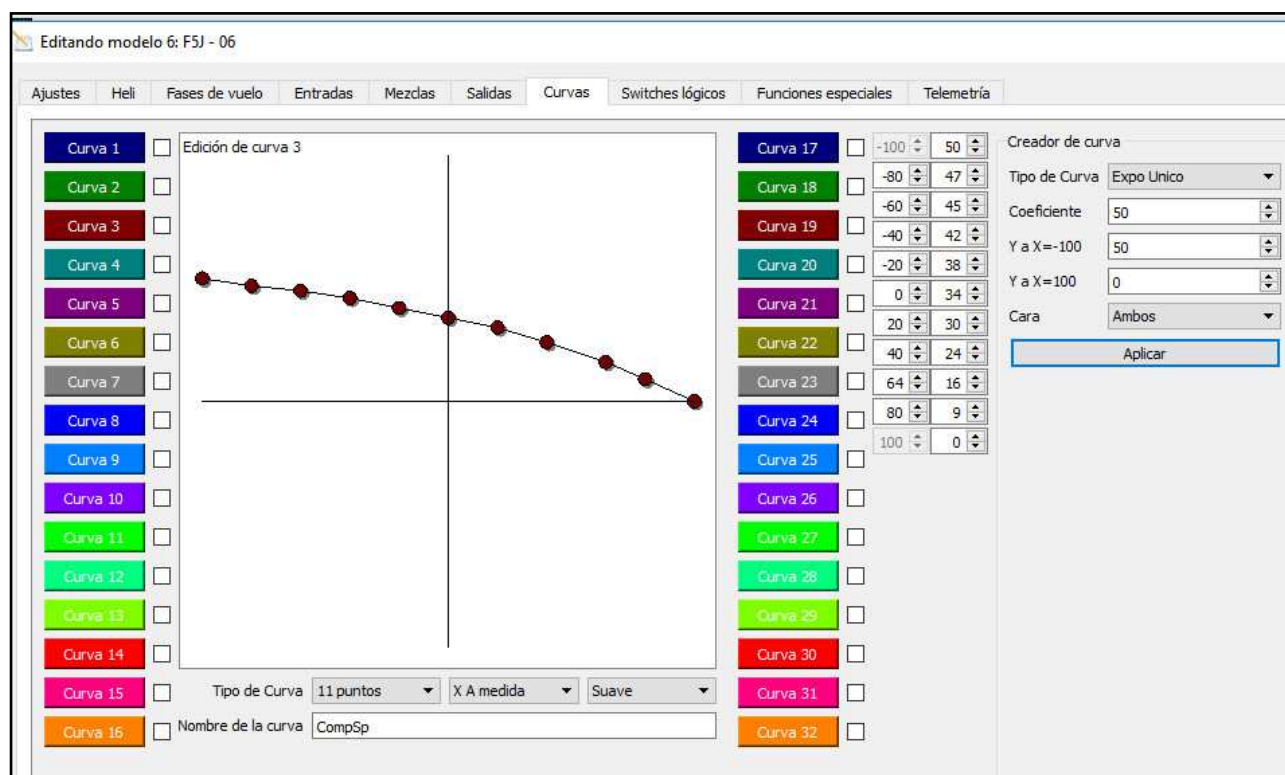 Editando modelo 6: F5J - 06
Ajustes Heli Fases de vuelo Entradas Mezclas Salidas Curvas Switches lógicos Funciones especiales Telemetría
Curva 1
Curva 2
Curva 3
Curva 4
Curva 5
Curva 6
Curva 7
Curva 8
Curva 9
Curva 10
Curva 11
Curva 12
Curva 13
Curva 14
Curva 15
Curva 16
Edición de curva 3
Tipo de Curva 11 puntos X A medida Suave
Nombre de la curva CompSp
Curva 17
Curva 18
Curva 19
Curva 20
Curva 21
Curva 22
Curva 23
Curva 24
Curva 25
Curva 26
Curva 27
Curva 28
Curva 29
Curva 30
Curva 31
Curva 32
-100 50
-80 47
-60 45
-40 42
-20 38
0 34
20 30
40 24
64 16
80 9
100 0
Creador de curva
Tipo de Curva Expo Unico
Coeficiente 50
Y a X=-100 50
Y a X=100 0
Cara Ambos
Aplicar